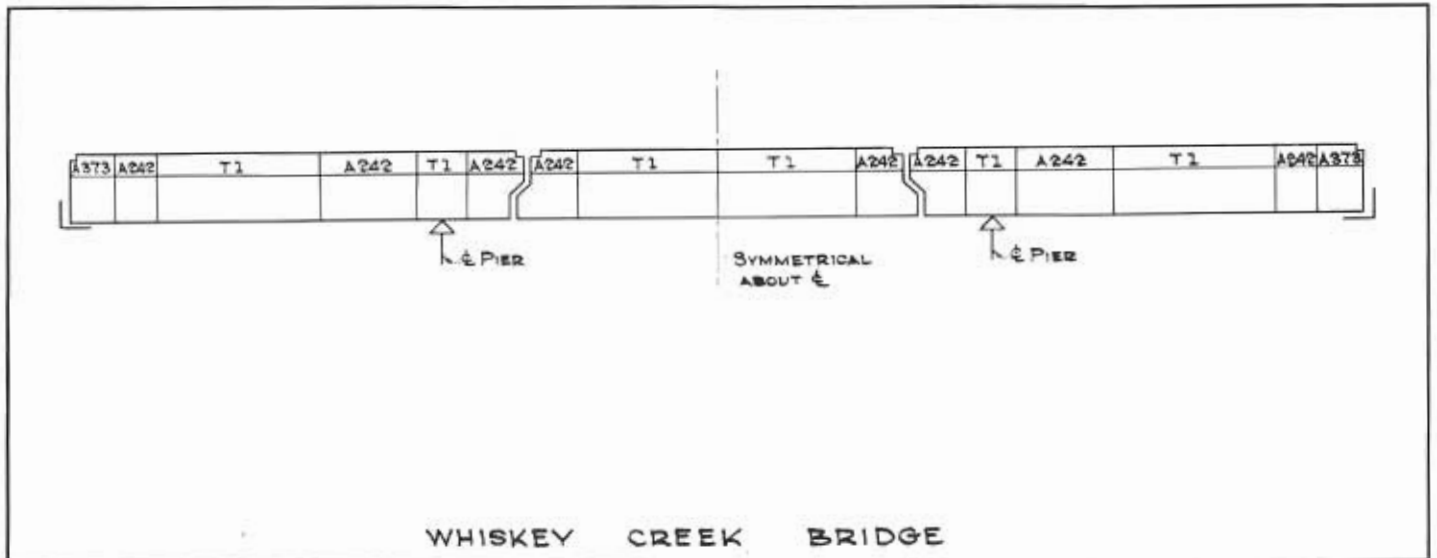 A373 A242 T1 A242 T1 A242 A242 T1 T1 A242 A242 T1 A242 T1 A242 A373
℄ PIER
℄ PIER
SYMMETRICAL
ABOUT ℄
WHISKEY CREEK BRIDGE